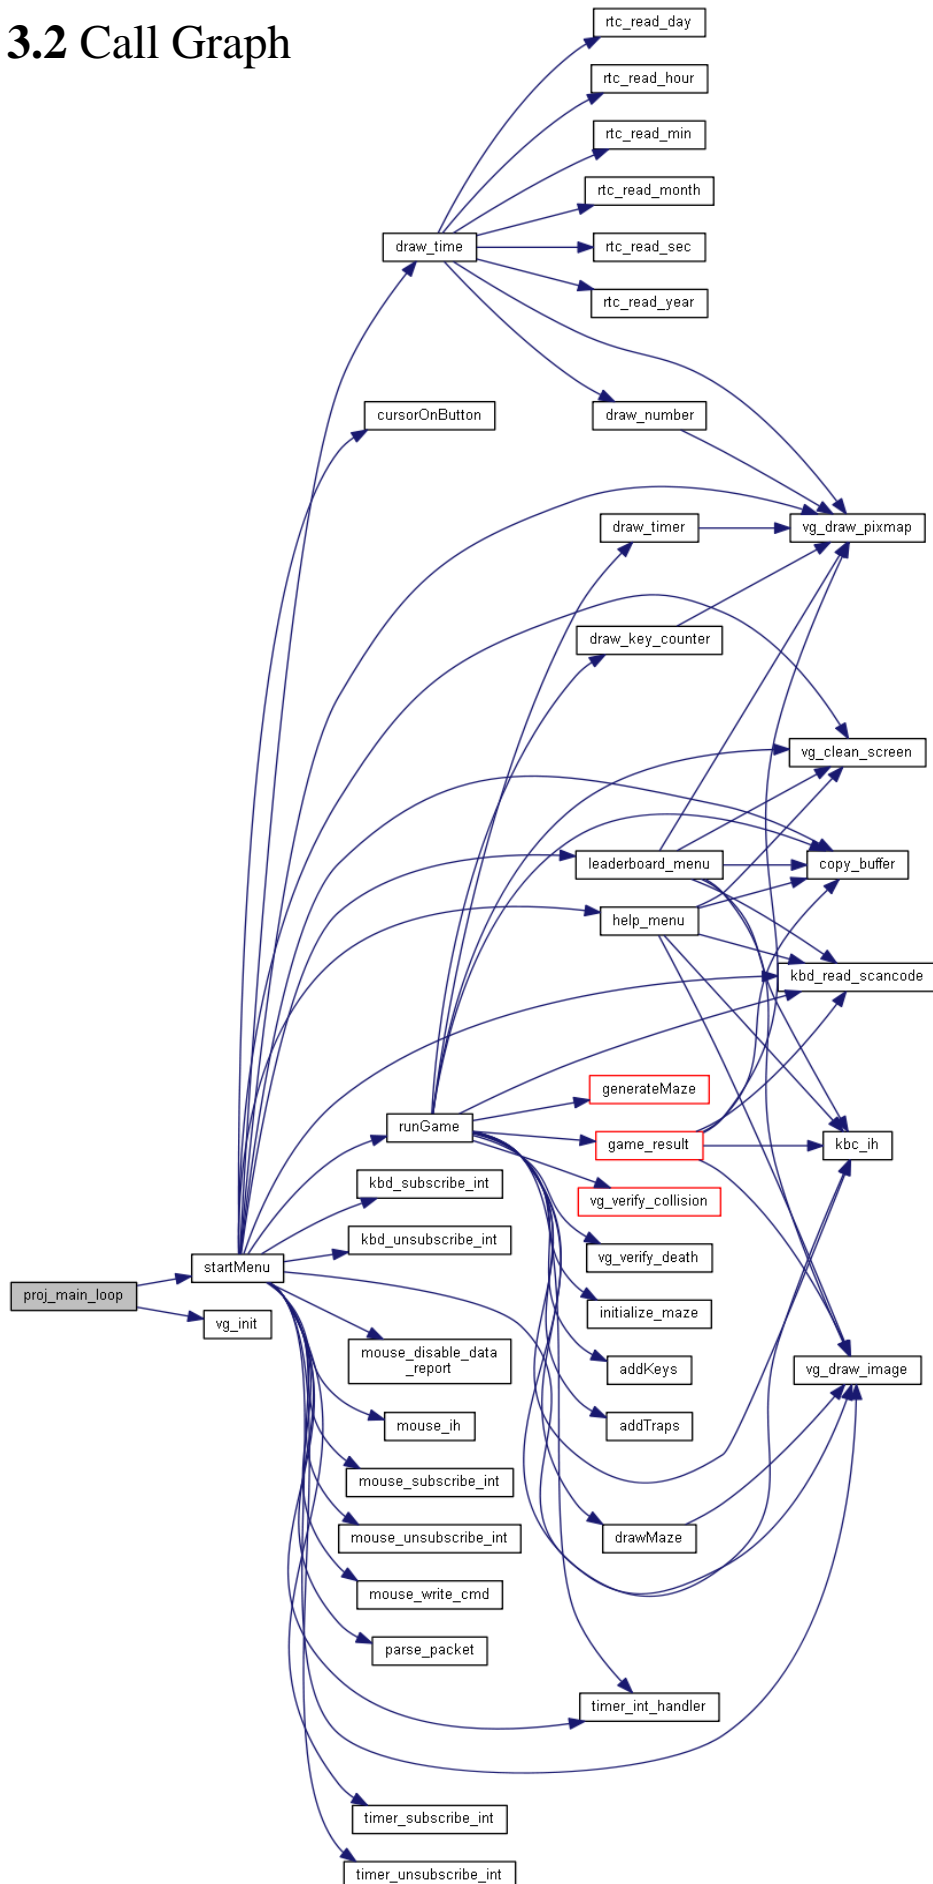 3.2 Call Graph
rtc_read_day
rtc_read_hour
rtc_read_min
rtc_read_month
draw_time
rtc_read_sec
rtc_read_year
cursorOnButton
draw_number
draw_timer
vg_draw_pixmap
draw_key_counter
vg_clean_screen
leaderboard_menu
copy_buffer
help_menu
kbd_read_scancode
generateMaze
runGame
game_result
kbc_ih
kbd_subscribe_int
vg_verify_collision
kbd_unsubscribe_int
vg_verify_death
startMenu
proj_main_loop
vg_init
initialize_maze
mouse_disable_data
_report
addKeys
vg_draw_image
mouse_ih
addTraps
mouse_subscribe_int
mouse_unsubscribe_int
drawMaze
mouse_write_cmd
parse_packet
timer_int_handler
timer_subscribe_int
timer_unsubscribe_int